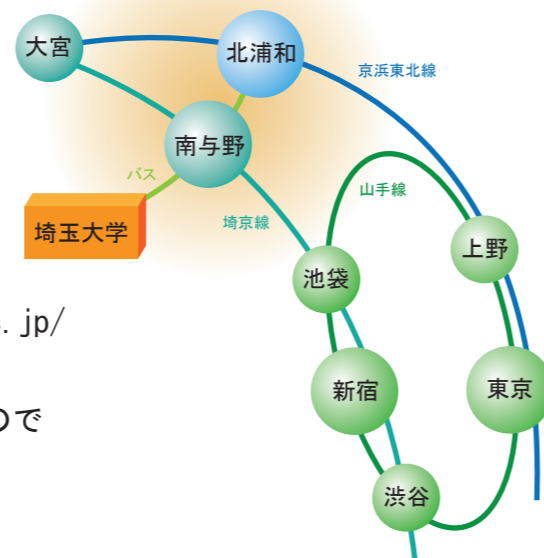 大宮
北浦和
京浜東北線
南与野
バス
山手線
埼玉大学
埼京線
上野
池袋
. jp/
新宿
東京
ので
渋谷